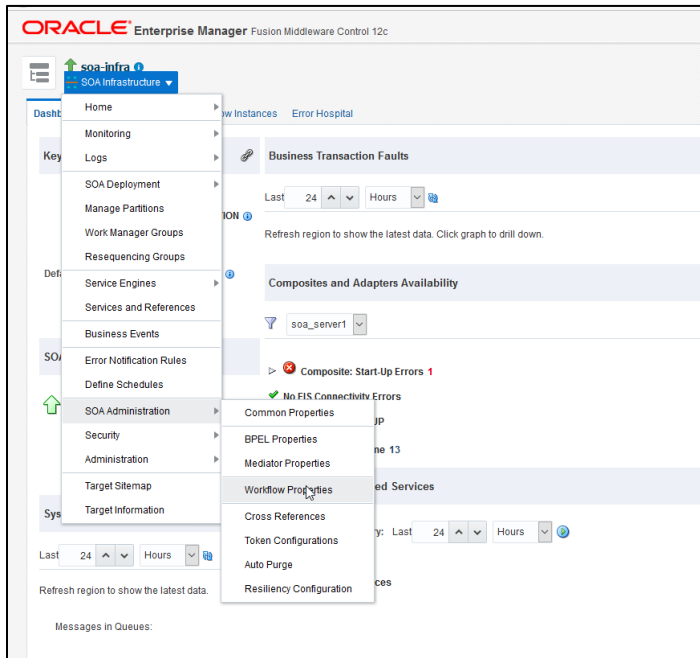 ORACLE Enterprise Manager Fusion Middleware Control 12c
soa-infra
SOA Infrastructure
Dashb
ow Instances
Error Hospital
Home
Monitoring
Logs
SOA Deployment
Manage Partitions
Work Manager Groups
Resequencing Groups
Service Engines
Services and References
Business Events
Error Notification Rules
Define Schedules
SOA Administration
Security
Administration
Target Sitemap
Target Information
Common Properties
BPEL Properties
Mediator Properties
Workflow Properties
Cross References
Token Configurations
Auto Purge
Resiliency Configuration
Key
ION
Defa
SOA
Sys
Last 24 Hours
Refresh region to show the latest data.
Messages in Queues:
Business Transaction Faults
Last 24 Hours
Refresh region to show the latest data. Click graph to drill down.
Composites and Adapters Availability
soa_server1
Composite: Start-Up Errors 1
No EIS Connectivity Errors
UP
ne 13
ed Services
y: Last 24 Hours
ces